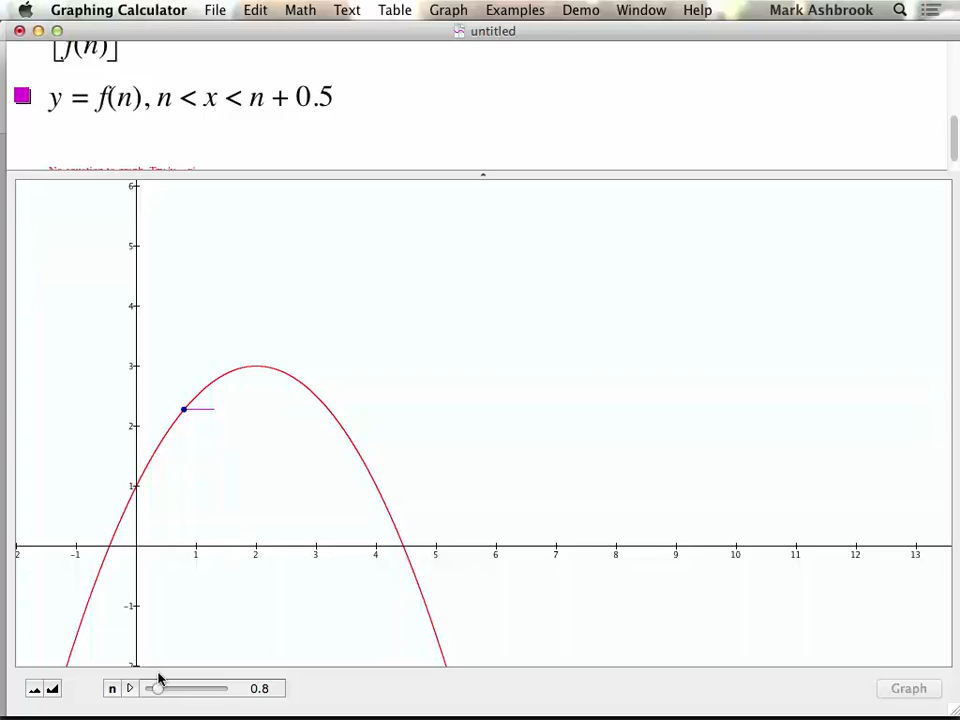 Graphing Calculator File Edit Math Text Table Graph Examples Demo Window Help Mark Ashbrook
untitled
[f(n)]
y = f(n), n < x < n + 0.5
6
5
4
3
2
1
2 -1 1 2 3 4 5 6 7 8 9 10 11 12 13
-1
2
n 0.8 Graph